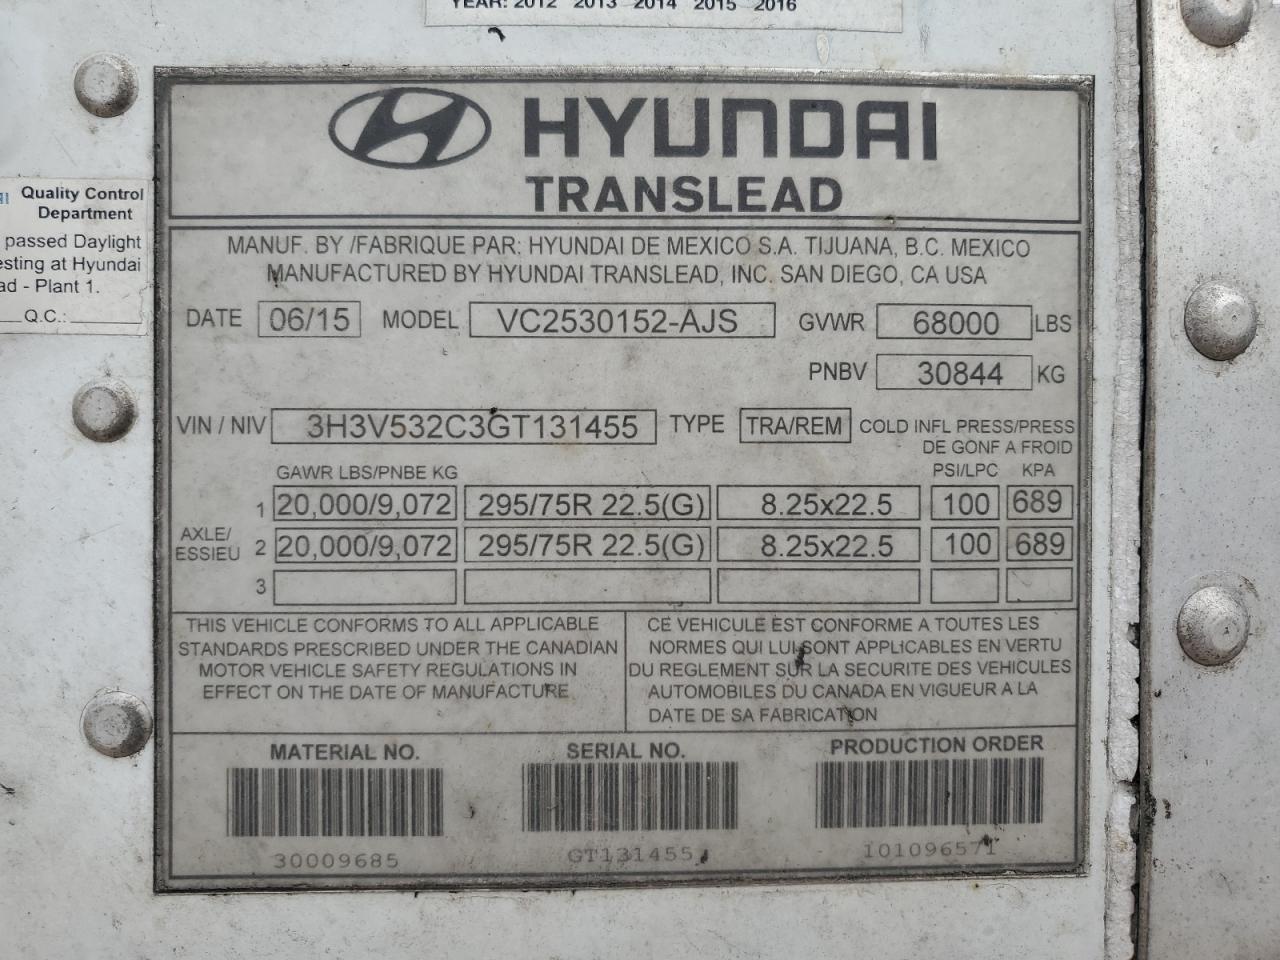 YEAR: 2012 2013 2014 2015 2016
HYUNDAI
TRANSLEAD
Quality Control
Department
passed Daylight
esting at Hyundai
ad - Plant 1.
Q.C.:
MANUF. BY /FABRIQUE PAR: HYUNDAI DE MEXICO S.A. TIJUANA, B.C. MEXICO
MANUFACTURED BY HYUNDAI TRANSLEAD, INC. SAN DIEGO, CA USA
DATE 06/15 MODEL VC2530152-AJS GVWR 68000 LBS
PNBV 30844 KG
VIN / NIV 3H3V532C3GT131455 TYPE TRA/REM COLD INFL PRESS/PRESS
DE GONF A FROID
GAWR LBS/PNBE KG PSI/LPC KPA
1 20,000/9,072 295/75R 22.5(G) 8.25x22.5 100 689
AXLE/
ESSIEU 2 20,000/9,072 295/75R 22.5(G) 8.25x22.5 100 689
3
THIS VEHICLE CONFORMS TO ALL APPLICABLE
STANDARDS PRESCRIBED UNDER THE CANADIAN
MOTOR VEHICLE SAFETY REGULATIONS IN
EFFECT ON THE DATE OF MANUFACTURE
CE VEHICULE EST CONFORME A TOUTES LES
NORMES QUI LUI SONT APPLICABLES EN VERTU
DU REGLEMENT SUR LA SECURITE DES VEHICULES
AUTOMOBILES DU CANADA EN VIGUEUR A LA
DATE DE SA FABRICATION
MATERIAL NO. SERIAL NO. PRODUCTION ORDER
30009685 GT131455 101096571